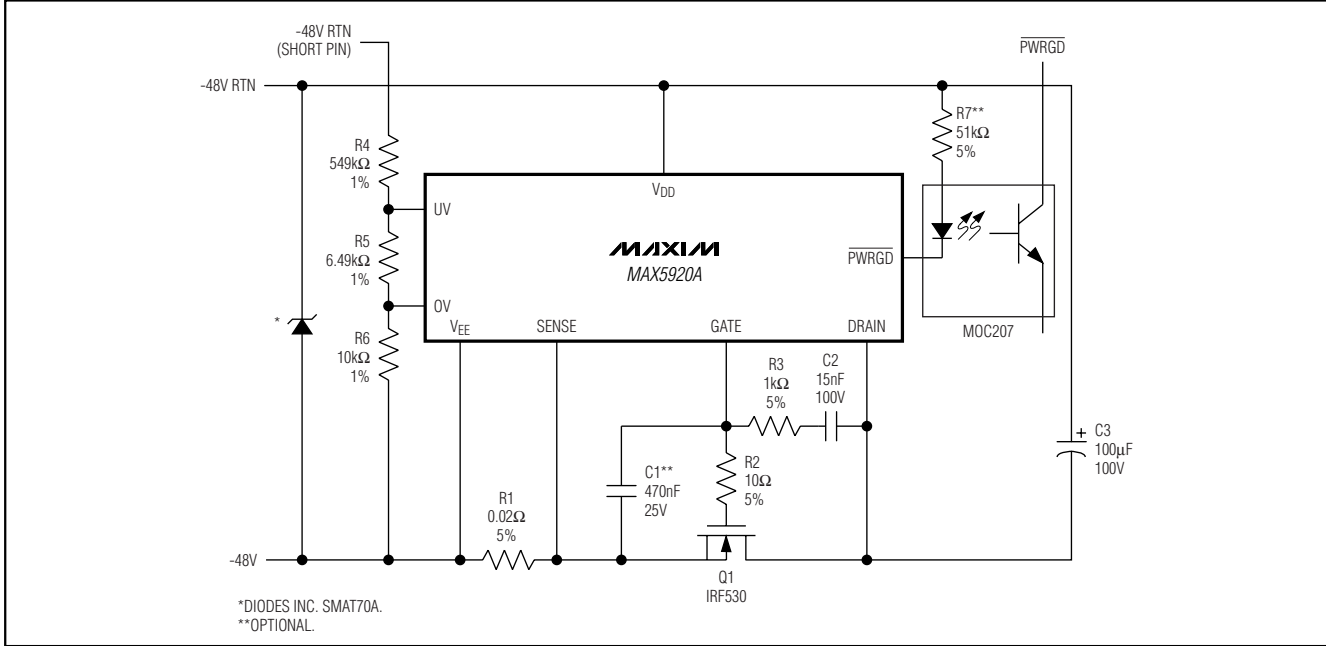 -48V RTN
(SHORT PIN)
PWRGD
-48V RTN
R4
549kΩ
1%
R7**
51kΩ
5%
VDD
UV
R5
6.49kΩ
1%
MAXIM
MAX5920A
PWRGD
OV
*
R6
10kΩ
1%
VEE
SENSE
GATE
DRAIN
MOC207
R3
1kΩ
5%
C2
15nF
100V
+
C3
100μF
100V
C1**
470nF
25V
R2
10Ω
5%
R1
0.02Ω
5%
-48V
Q1
IRF530
*DIODES INC. SMAT70A.
**OPTIONAL.